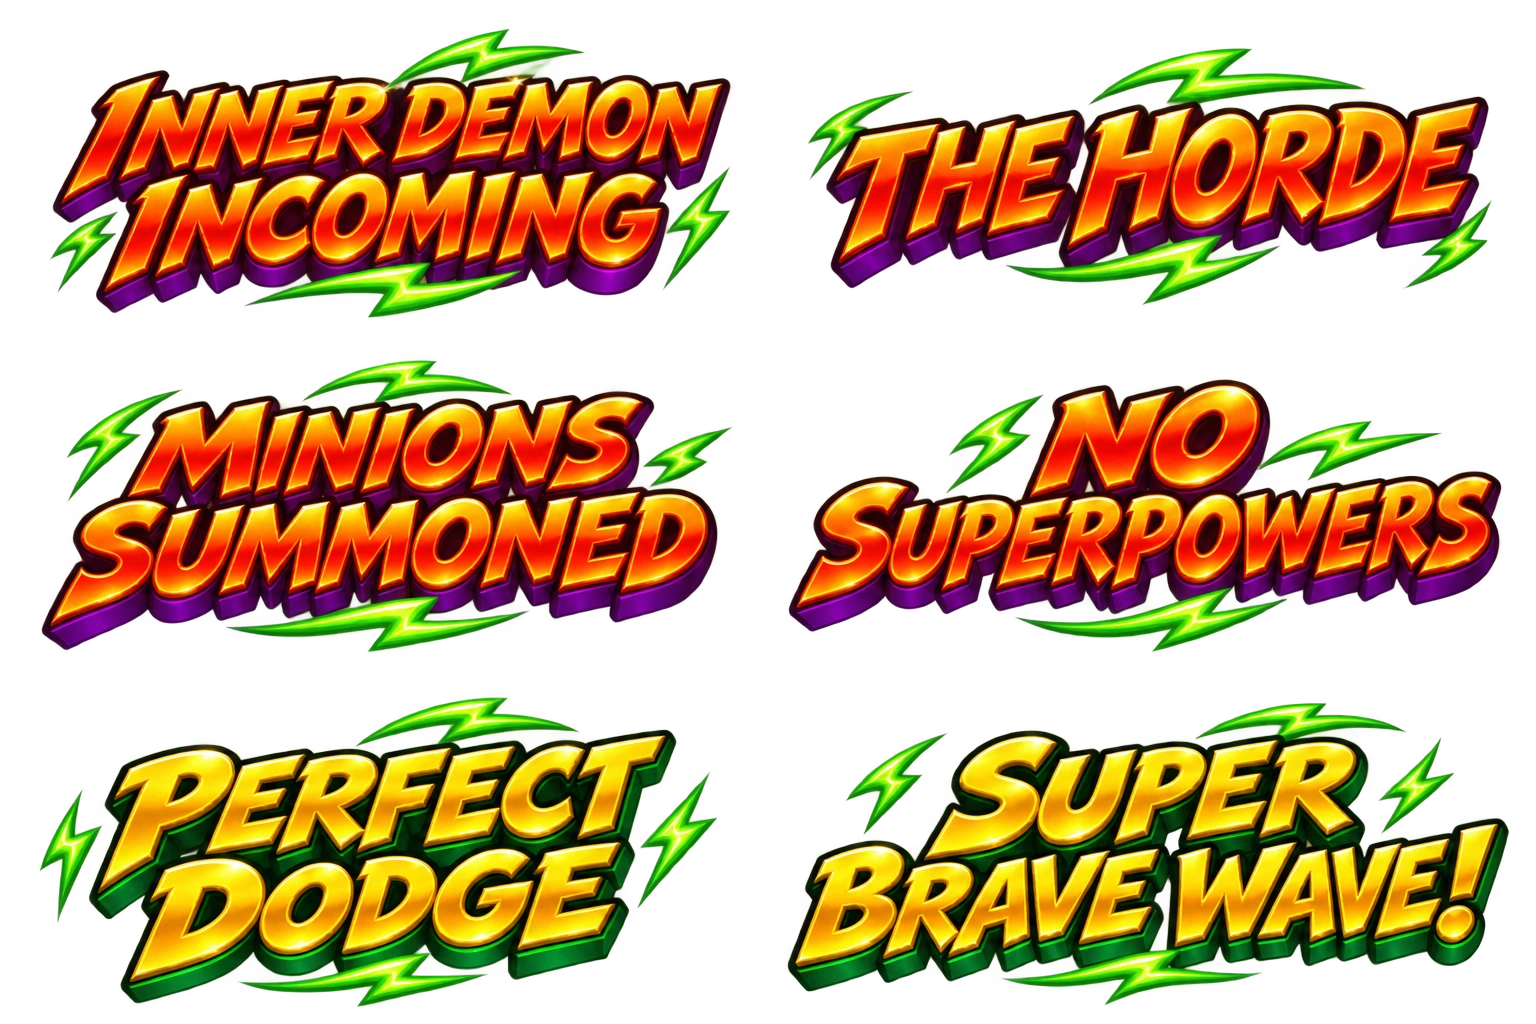 INNER DEMON
INCOMING
THE HORDE
MINIONS
SUMMONED
NO
SUPERPOWERS
PERFECT
DODGE
SUPER
BRAVE WAVE!